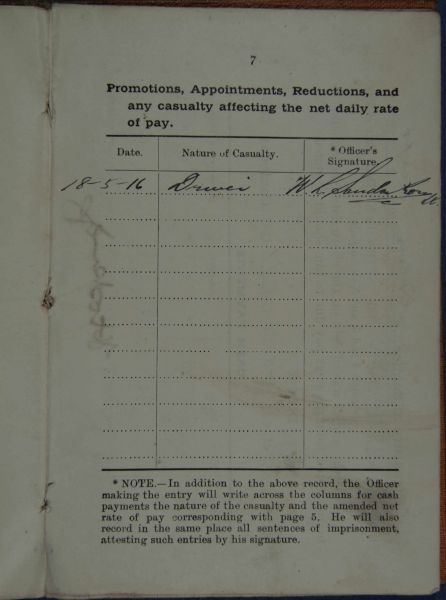 7
Promotions, Appointments, Reductions, and
any casualty affecting the net daily rate
of pay.
Date. Nature of Casualty. * Officer's
Signature
18-5-16 Driver W L
* NOTE.—In addition to the above record, the Officer
making the entry will write across the columns for cash
payments the nature of the casualty and the amended net
rate of pay corresponding with page 5. He will also
record in the same place all sentences of imprisonment,
attesting such entries by his signature.